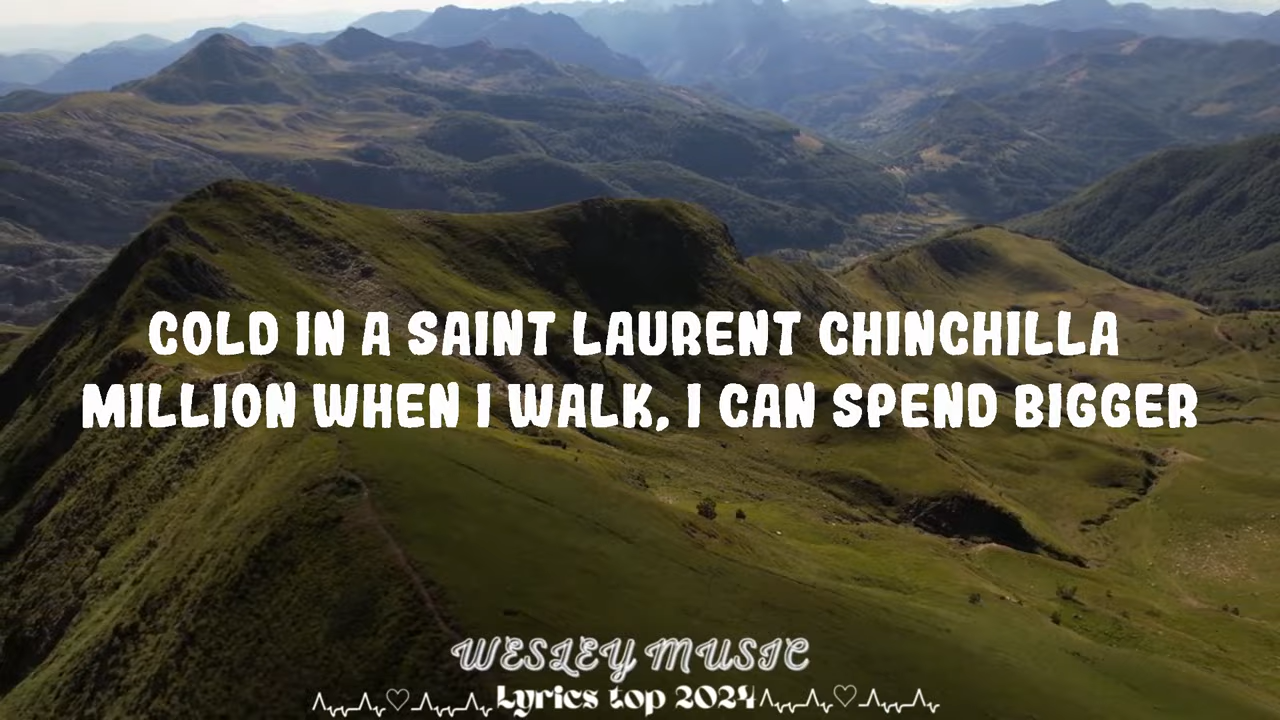 COLD IN A SAINT LAURENT CHINCHILLA
MILLION WHEN I WALK, I CAN SPEND BIGGER
WESLEY MUSIC
Lyrics top 2024